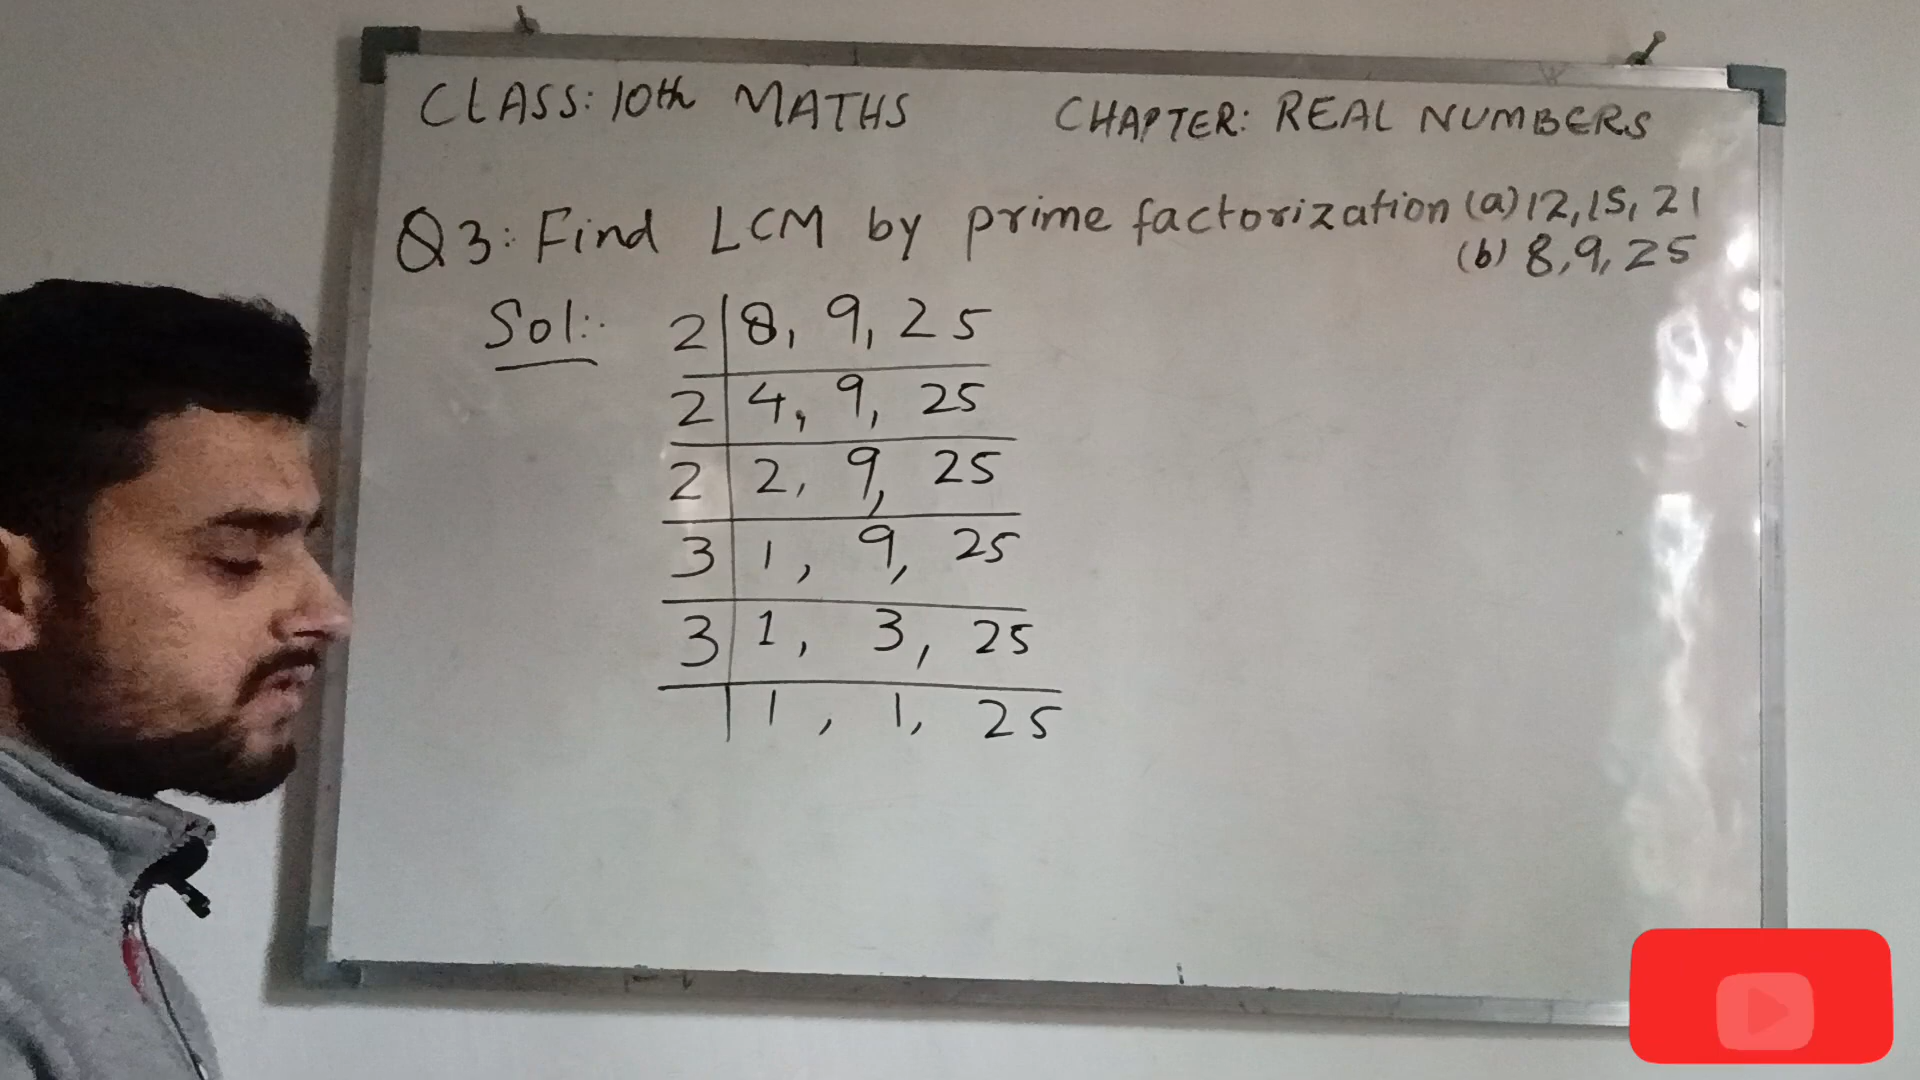 CLASS: 10th MATHS CHAPTER: REAL NUMBERS
Q3: Find LCM by prime factorization (a) 12, 15, 21
(b) 8, 9, 25
Sol:. 2 | 8, 9, 25
2 | 4, 9, 25
2 | 2, 9, 25
3 | 1, 9, 25
3 | 1, 3, 25
| 1, 1, 25